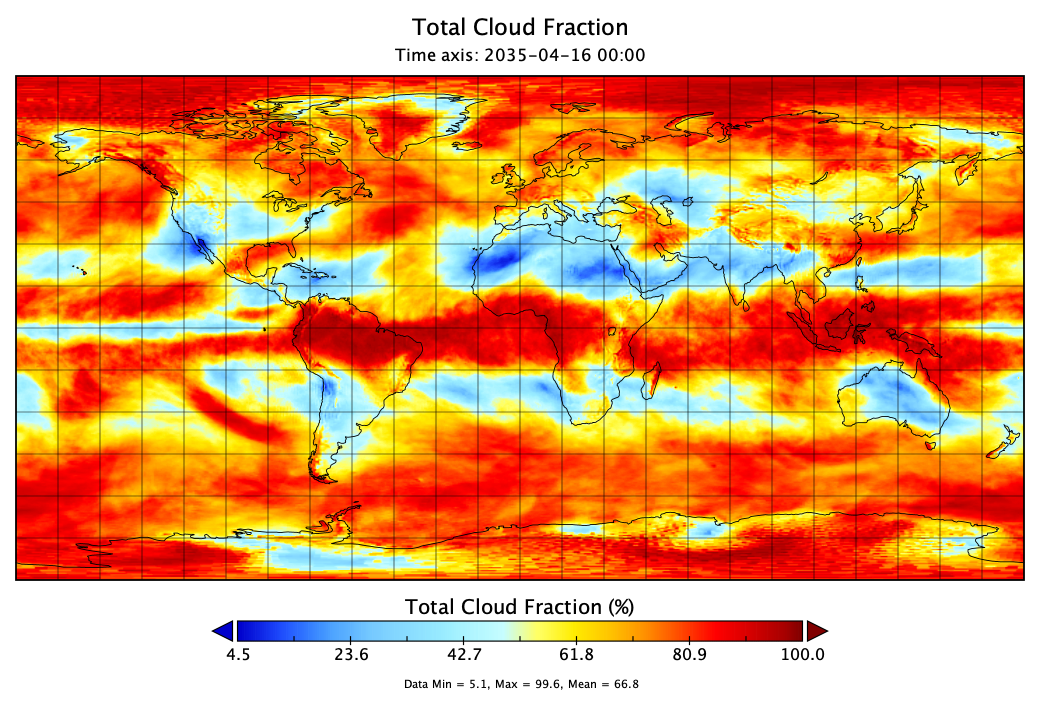 Total Cloud Fraction
Time axis: 2035-04-16 00:00
Total Cloud Fraction (%)
4.5 23.6 42.7 61.8 80.9 100.0
Data Min = 5.1, Max = 99.6, Mean = 66.8